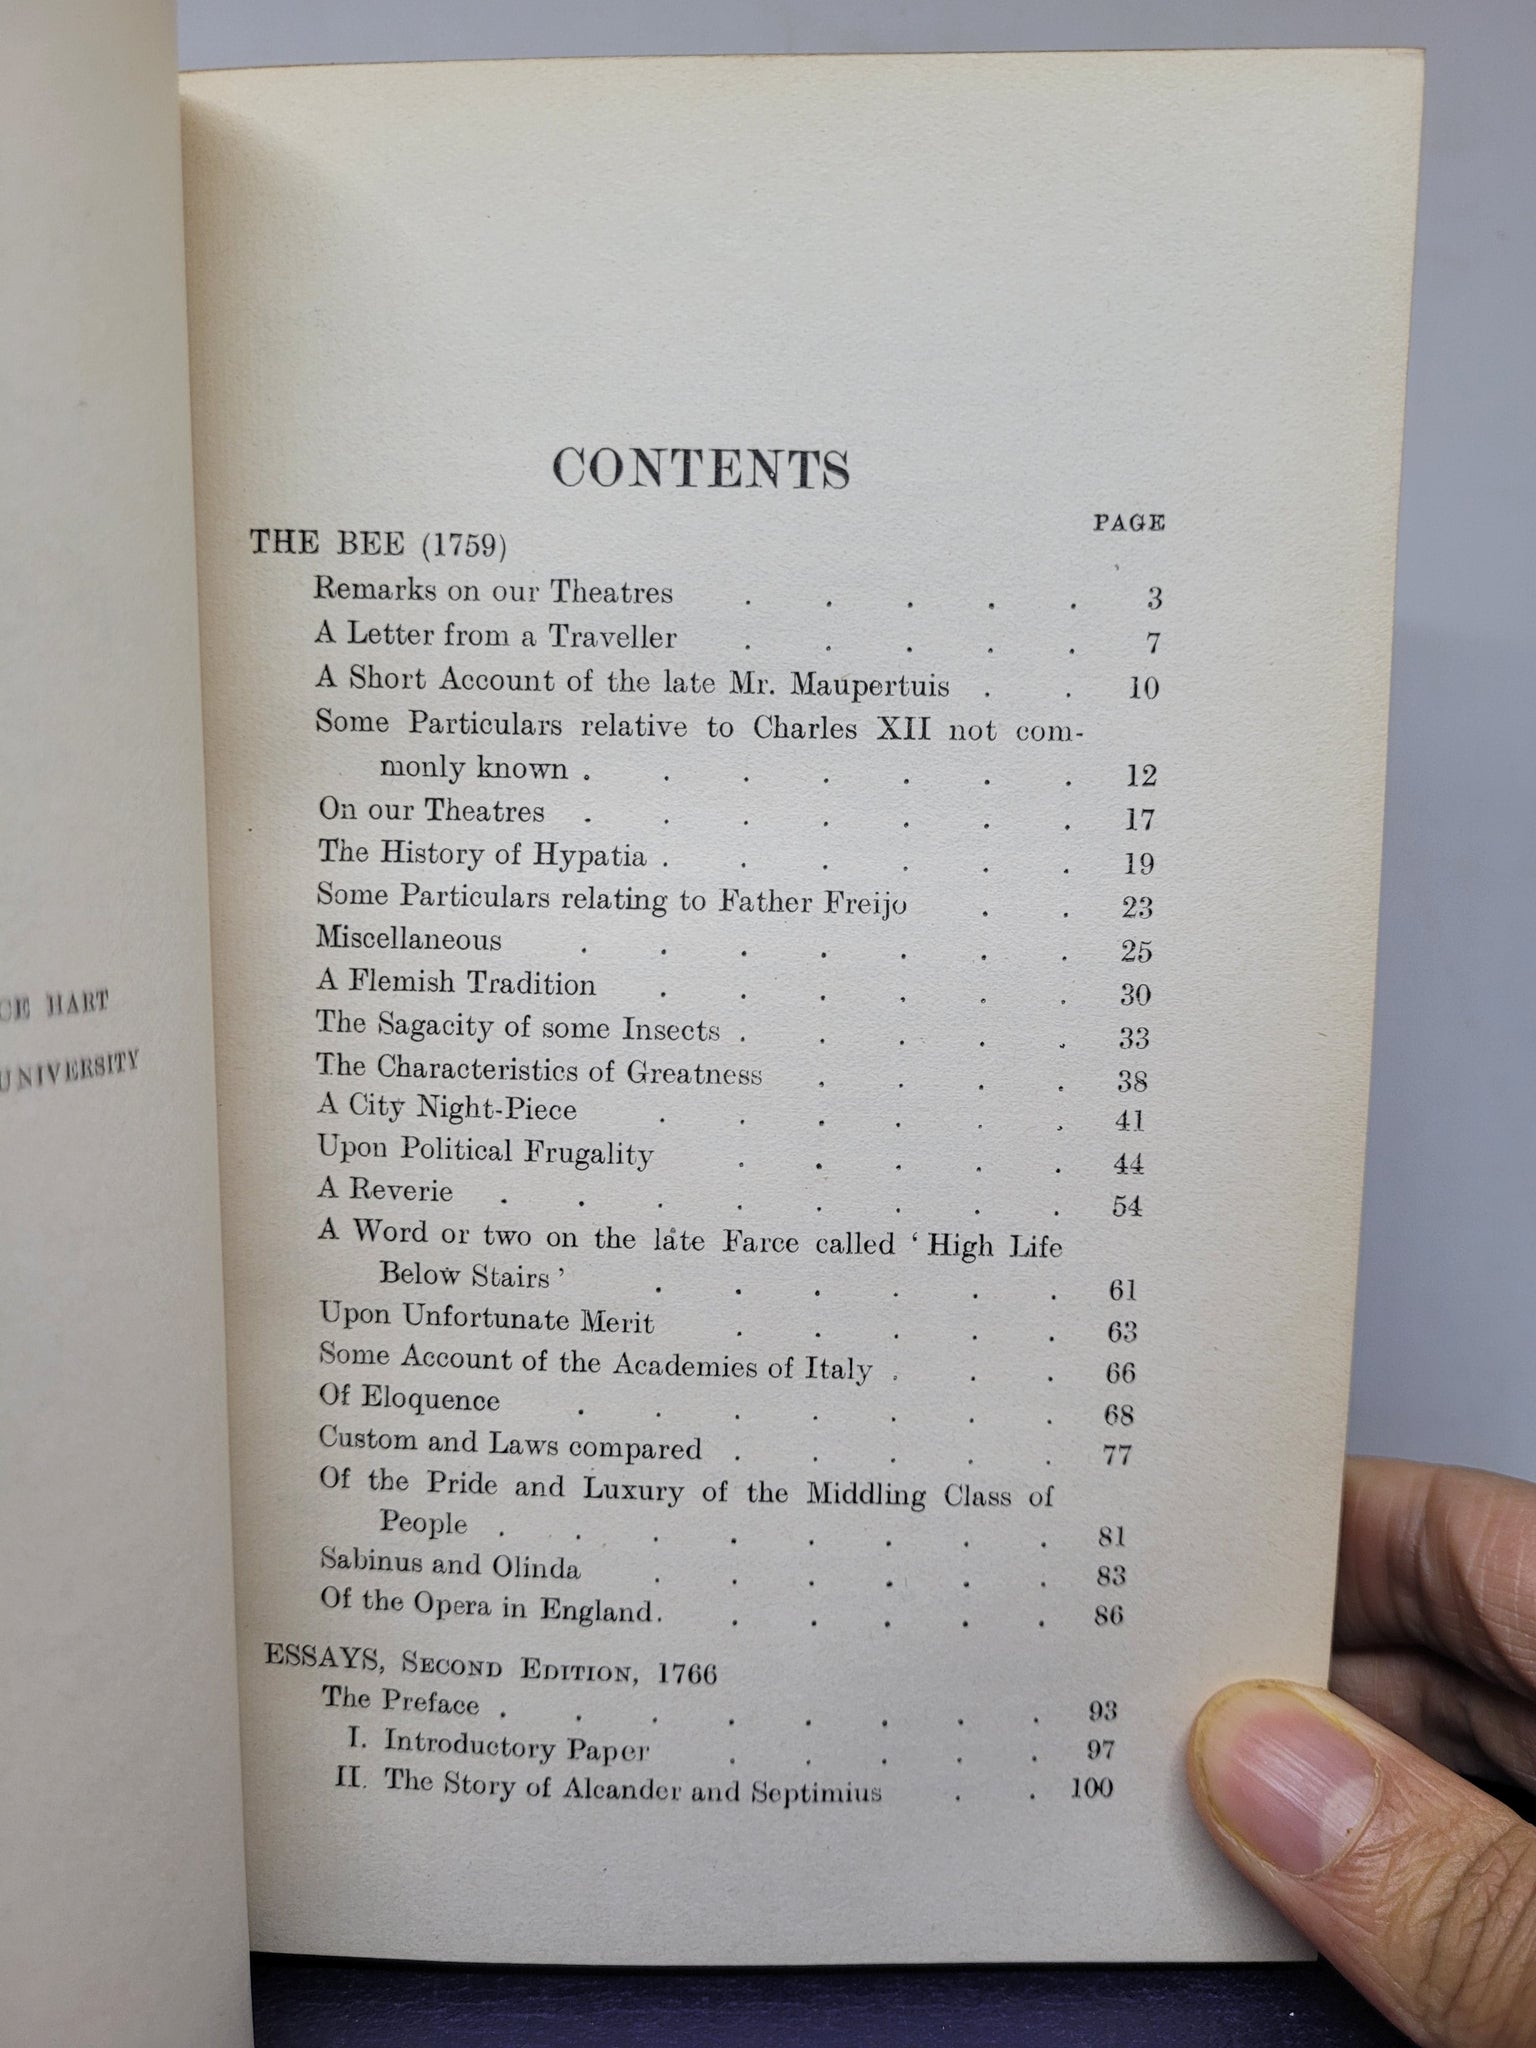 CE HART
UNIVERSITY
CONTENTS
PAGE
THE BEE (1759)
Remarks on our Theatres . . . . . 3
A Letter from a Traveller . . . . . 7
A Short Account of the late Mr. Maupertuis . . 10
Some Particulars relative to Charles XII not com-
monly known . . . . . . . 12
On our Theatres . . . . . . . 17
The History of Hypatia . . . . . . 19
Some Particulars relating to Father Freijo . . 23
Miscellaneous . . . . . . . 25
A Flemish Tradition . . . . . . 30
The Sagacity of some Insects . . . . . 33
The Characteristics of Greatness . . . . 38
A City Night-Piece . . . . . . 41
Upon Political Frugality . . . . . 44
A Reverie . . . . . . . . 54
A Word or two on the late Farce called ‘ High Life
Below Stairs ’ . . . . . . 61
Upon Unfortunate Merit . . . . . 63
Some Account of the Academies of Italy . . . 66
Of Eloquence . . . . . . . 68
Custom and Laws compared . . . . . 77
Of the Pride and Luxury of the Middling Class of
People . . . . . . . . 81
Sabinus and Olinda . . . . . . 83
Of the Opera in England . . . . . . 86
ESSAYS, SECOND EDITION, 1766
The Preface . . . . . . . . 93
I. Introductory Paper . . . . . 97
II. The Story of Alcander and Septimius . . 100